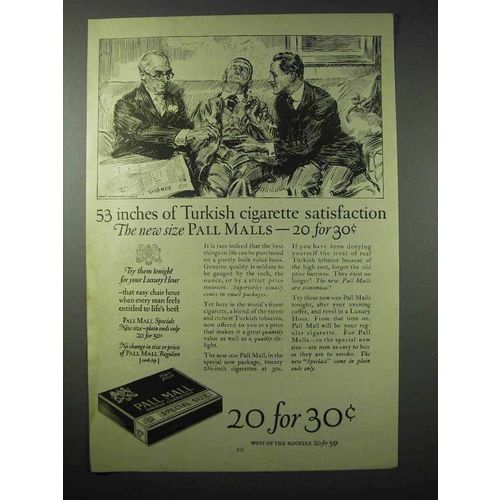 53 inches of Turkish cigarette satisfaction
The new size PALL MALLS — 20 for 30¢
Try them tonight
for your Luxury Hour
—that easy chair hour
when every man feels
entitled to life's best
PALL MALL Specials
New size—plain ends only
20 for 30¢
No change in size or price
of PALL MALL Regulars
[cork tip]
It is rare indeed that the best
things in life can be purchased
on a purely bulk value basis.
Genuine quality is seldom to
be gauged by the inch, the
ounce, or by a strict price
instance. Superiority usually
comes in small packages.
Yet here is the world's finest
cigarette, a blend of the rarest
and richest Turkish tobaccos,
now offered to you at a price
that makes it a great quantity
value as well as a quality de-
light.
The new size Pall Mall, in the
special new package, twenty
cigarettes at 30c.
If you have been denying
yourself the treat of real
Turkish tobacco because of
the high cost, forget the old
price barriers. They exist no
longer! The new Pall Malls
are economical!
Try these new size Pall Malls
tonight, after your evening
coffee, and revel in a Luxury
Hour. From that time on,
Pall Mall will be your reg-
ular cigarette. For Pall
Malls—in the new special
size—are now as easy to buy
as they are to smoke. The
new "Specials" come in plain
ends only.
PALL MALL
SPECIAL SIZE
20 for 30¢
WEST OF THE ROCKIES 20 for 35¢